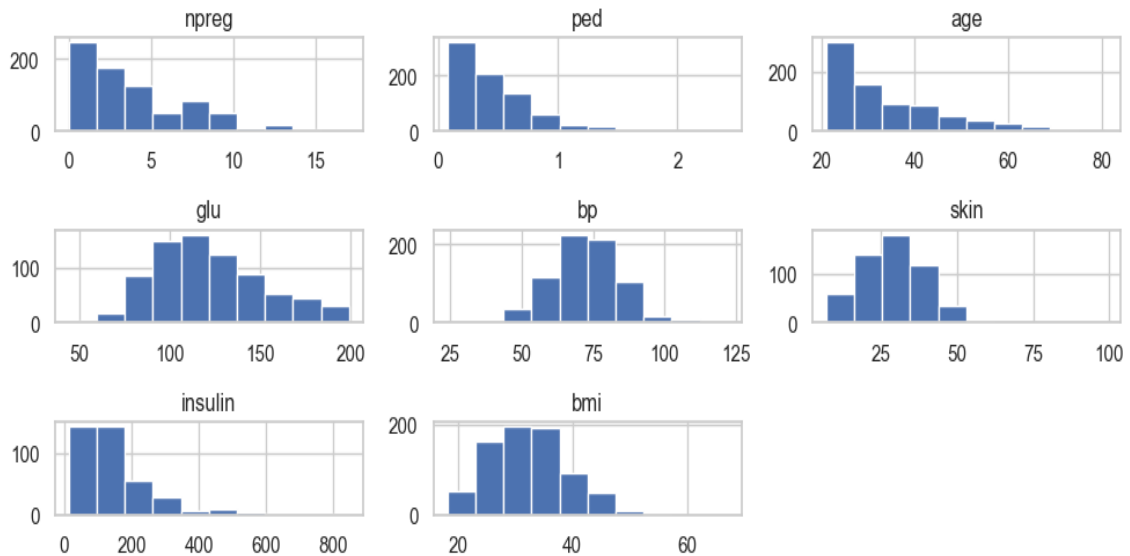 npreg ped age
200 200 200
0 0 0
0 5 10 15 0 1 2 20 40 60 80
glu bp skin
100 200 100
0 0 0
50 100 150 200 25 50 75 100 125 25 50 75 100
insulin bmi
100 200
0 0
0 200 400 600 800 20 40 60